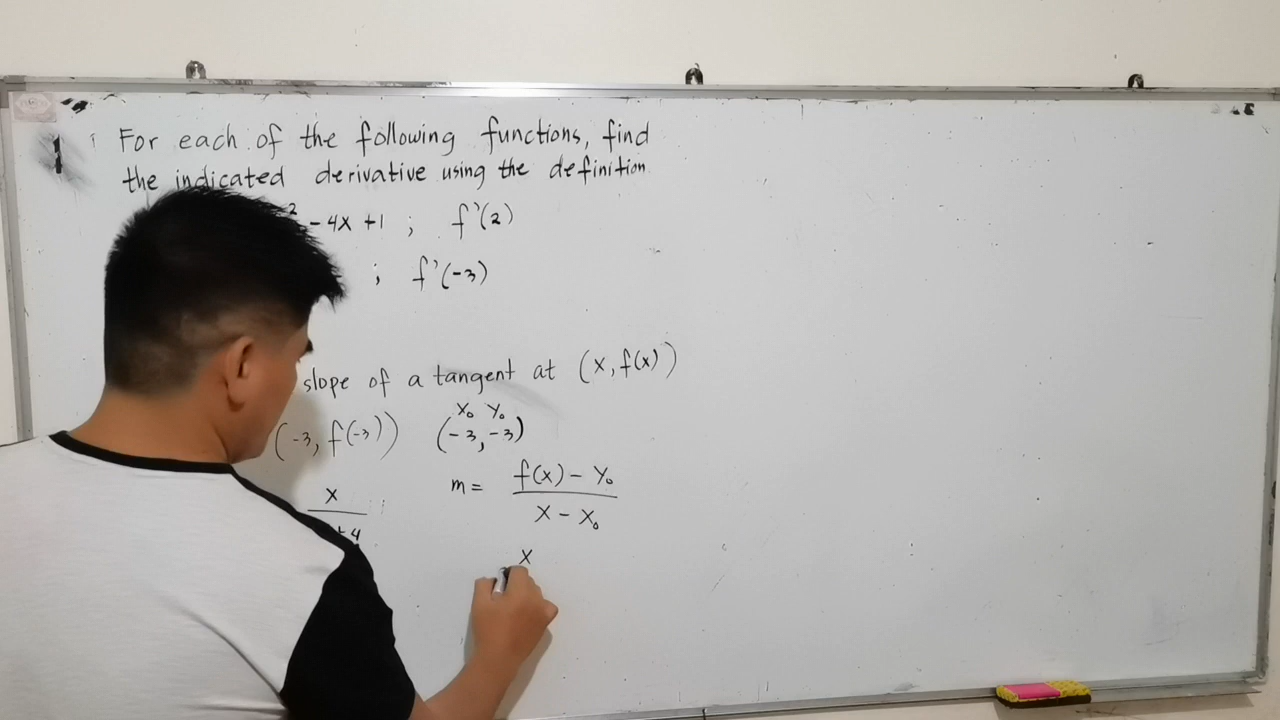 1 For each of the following functions, find
the indicated derivative using the definition
² - 4x + 1 ; f'(2)
; f'(-3)
slope of a tangent at (x, f(x))
x₀ y₀
(-3, f(-3)) (-3, -3)
m = f(x) - y₀ / x - x₀
x / + 4
x